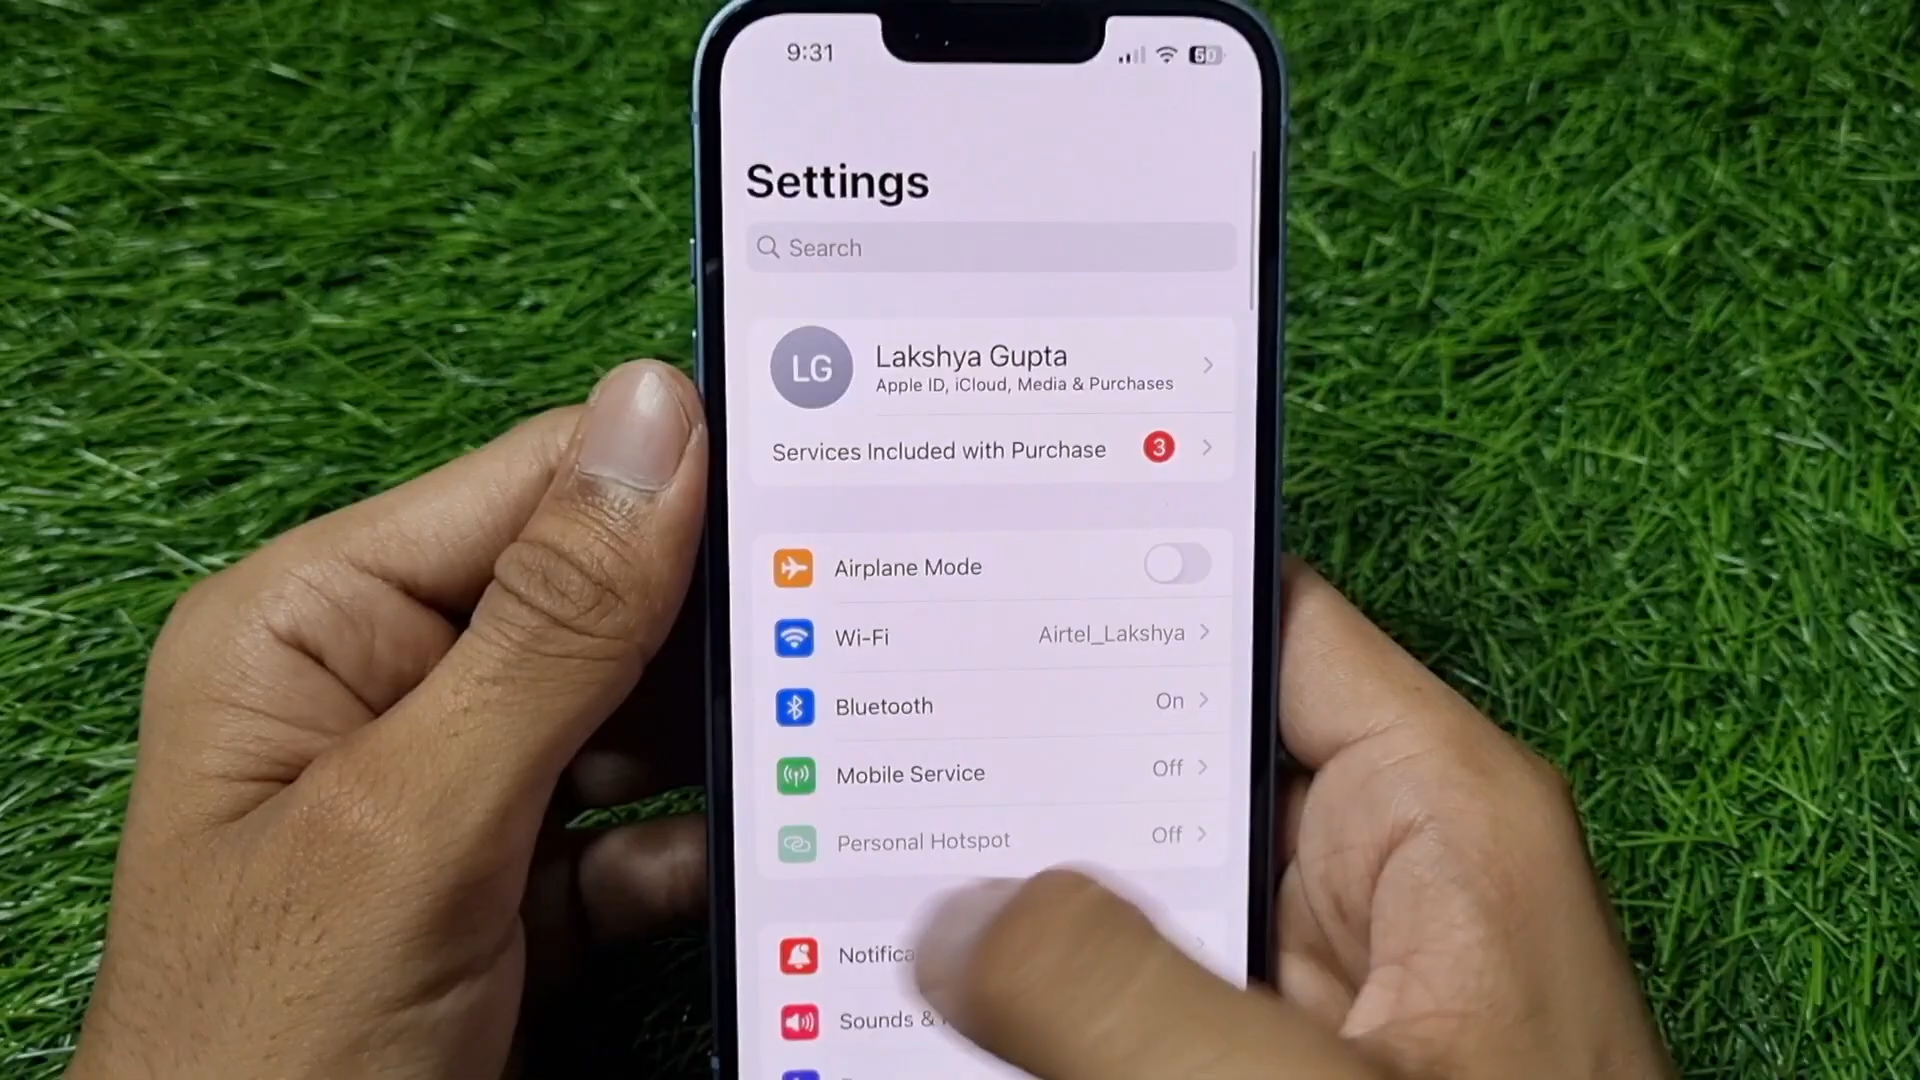 9:31
60
Settings
Search
LG
Lakshya Gupta
Apple ID, iCloud, Media & Purchases
Services Included with Purchase 3
Airplane Mode
Wi-Fi Airtel_Lakshya
Bluetooth On
Mobile Service Off
Personal Hotspot Off
Notifica
Sounds &